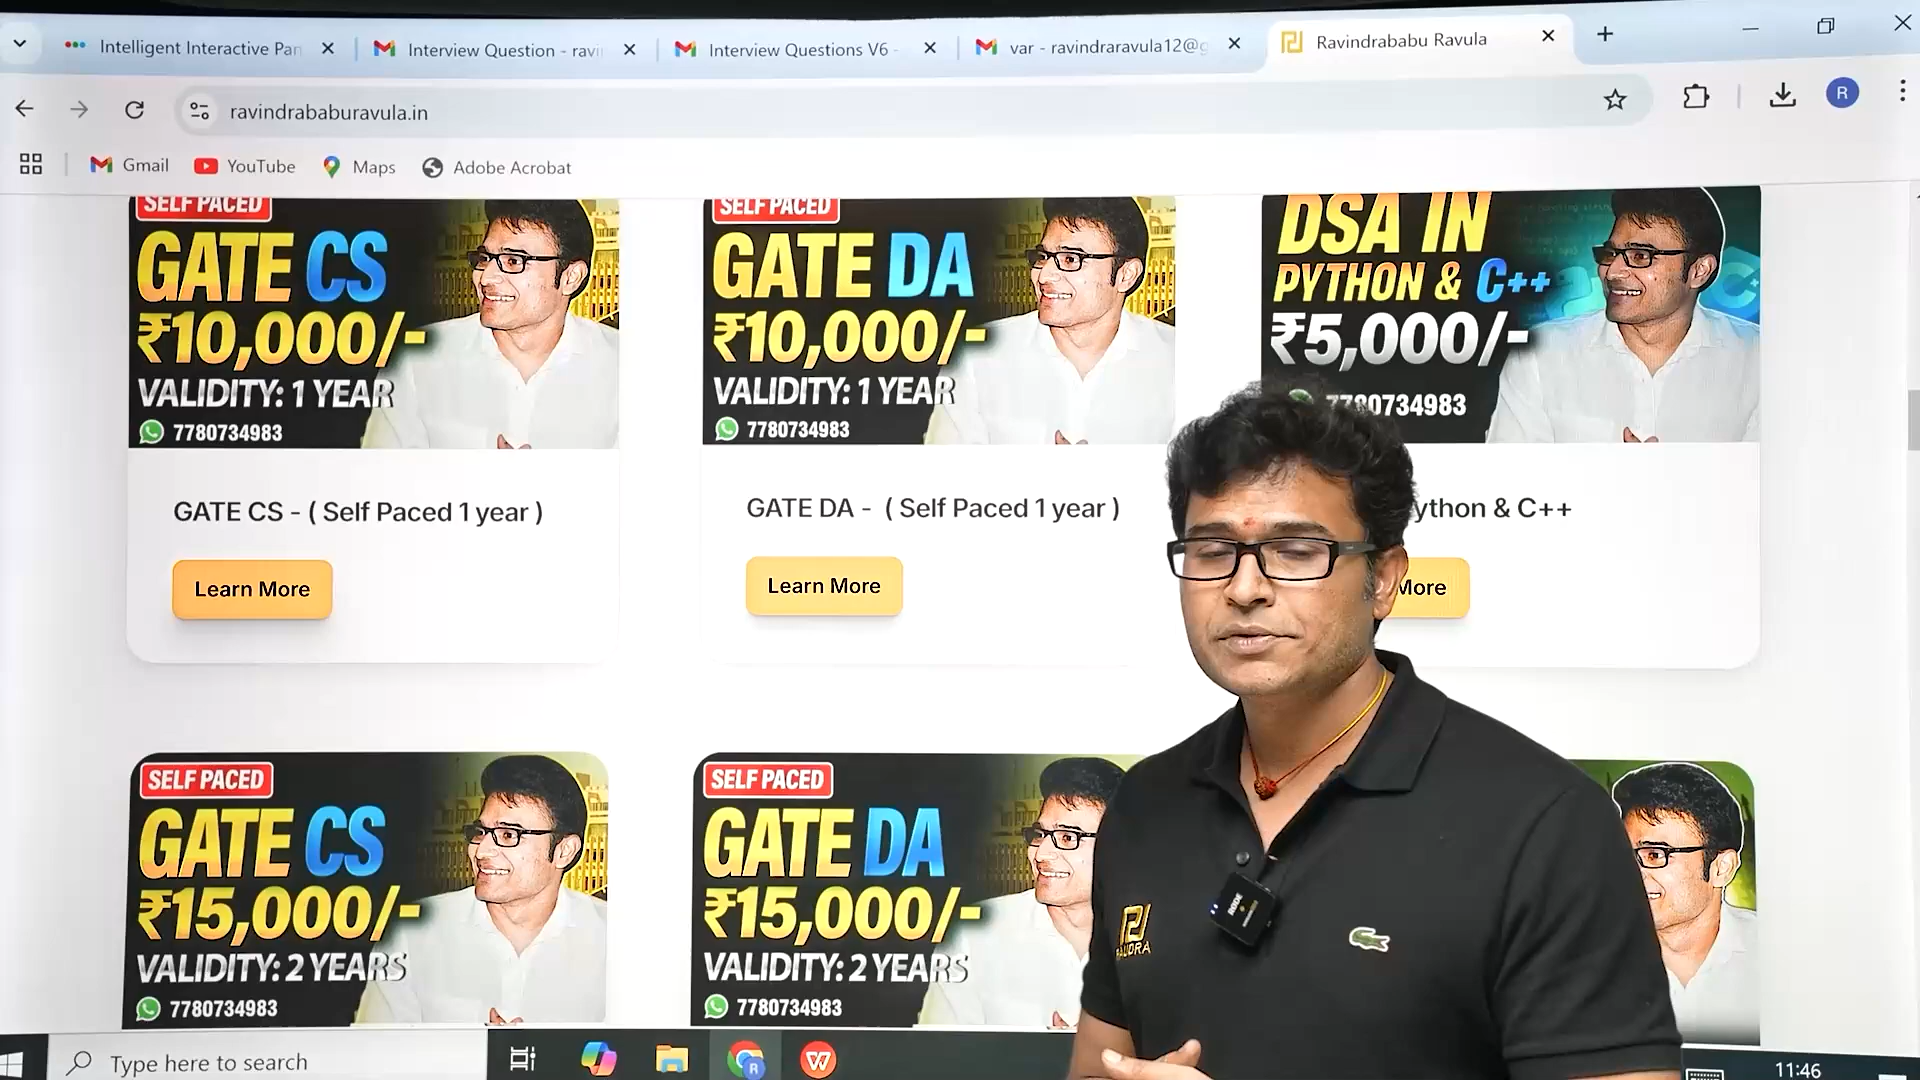 Intelligent Interactive Pan
Interview Question - ravi
Interview Questions V6 -
var - ravindraravula12@g
Ravindrababu Ravula
ravindrababuravula.in
R
Gmail
YouTube
Maps
Adobe Acrobat
SELF PACED
GATE CS
₹10,000/-
VALIDITY: 1 YEAR
7780734983
GATE CS - ( Self Paced 1 year )
Learn More
SELF PACED
GATE DA
₹10,000/-
VALIDITY: 1 YEAR
7780734983
GATE DA - ( Self Paced 1 year )
Learn More
DSA IN
PYTHON & C++
₹5,000/-
7780734983
ython & C++
More
SELF PACED
GATE CS
₹15,000/-
VALIDITY: 2 YEARS
7780734983
SELF PACED
GATE DA
₹15,000/-
VALIDITY: 2 YEARS
7780734983
RODE
Type here to search
R
11:46